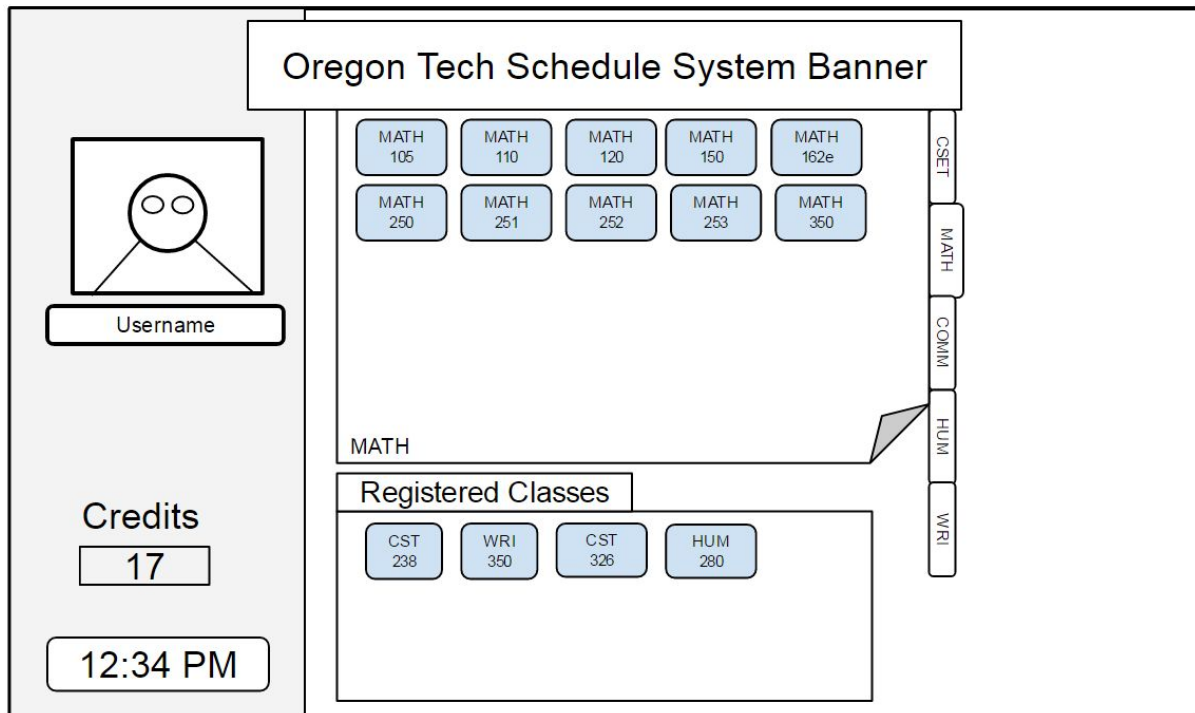 Oregon Tech Schedule System Banner
MATH
105
MATH
110
MATH
120
MATH
150
MATH
162e
MATH
250
MATH
251
MATH
252
MATH
253
MATH
350
MATH
CSET
MATH
COMM
HUM
WRI
Username
Credits
17
12:34 PM
Registered Classes
CST
238
WRI
350
CST
326
HUM
280